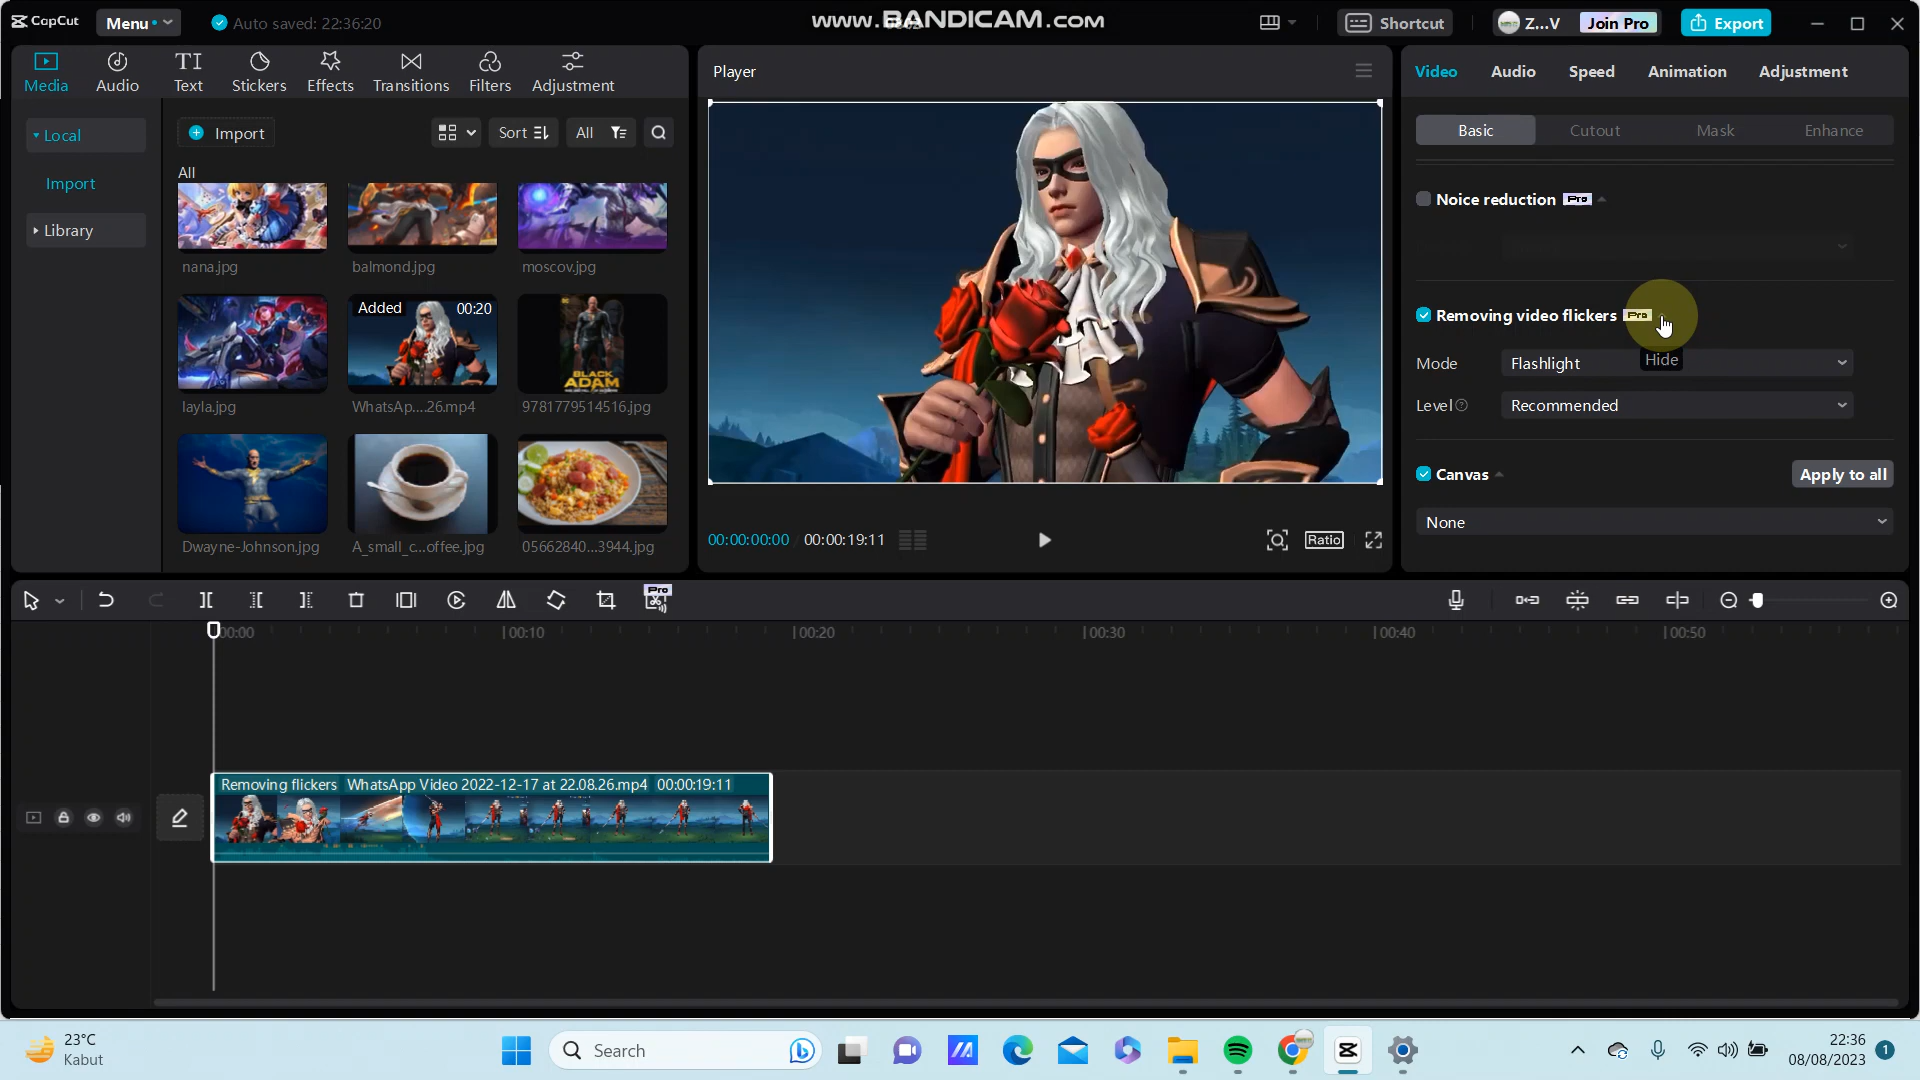 CapCut
Menu
Auto saved: 22:36:20
www.BANDICAM.com
Shortcut
Z...V
Join Pro
Export
Media
Audio
Text
Stickers
Effects
Transitions
Filters
Adjustment
Local
Import
Library
Import
Sort
All
All
nana.jpg
balmond.jpg
moscov.jpg
layla.jpg
Added
00:20
WhatsAp....26.mp4
BLACK
ADAM
9781779514516.jpg
Dwayne-Johnson.jpg
A_small_c...offee.jpg
05662840...3944.jpg
Player
00:00:00:00
00:00:19:11
Ratio
Video
Audio
Speed
Animation
Adjustment
Basic
Cutout
Mask
Enhance
Noice reduction Pro
Removing video flickers Pro
Hide
Mode
Flashlight
Level
Recommended
Canvas
Apply to all
None
Pro
00:00
00:10
00:20
00:30
00:40
00:50
Removing flickers WhatsApp Video 2022-12-17 at 22.08.26.mp4 00:00:19:11
23°C
Kabut
Search
22:36
08/08/2023
1